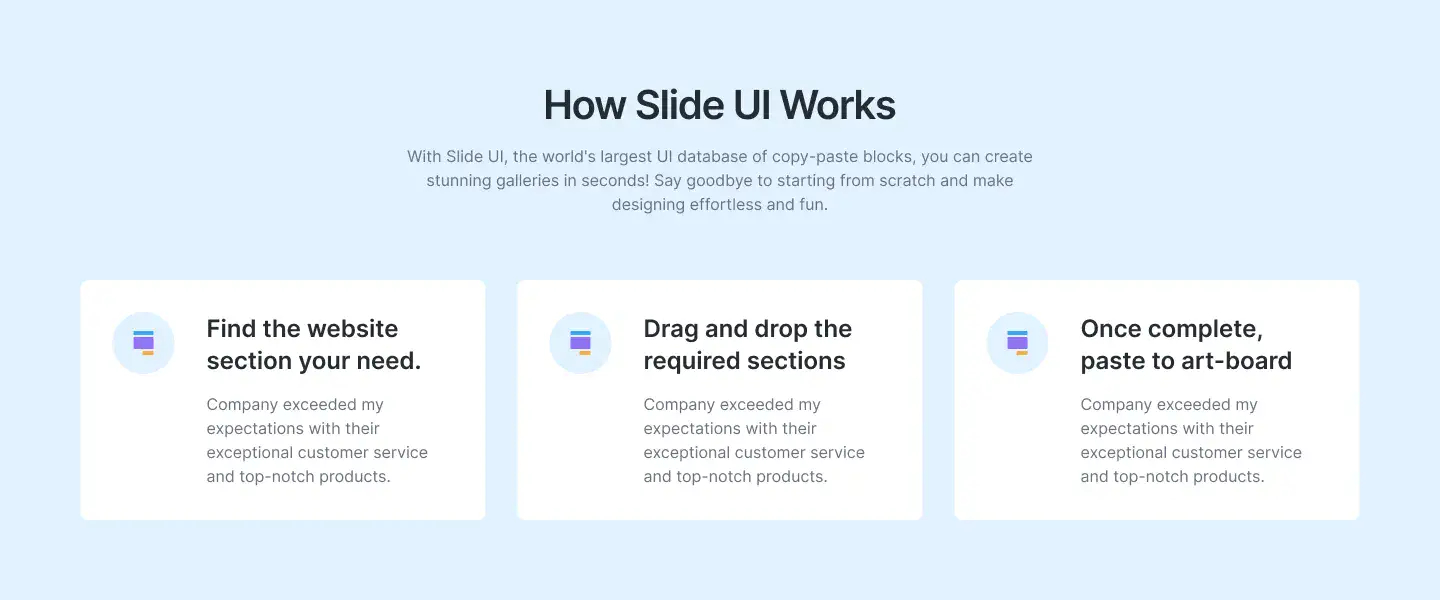 How Slide UI Works
With Slide UI, the world's largest UI database of copy-paste blocks, you can create
stunning galleries in seconds! Say goodbye to starting from scratch and make
designing effortless and fun.
Find the website
section your need.
Company exceeded my
expectations with their
exceptional customer service
and top-notch products.
Drag and drop the
required sections
Company exceeded my
expectations with their
exceptional customer service
and top-notch products.
Once complete,
paste to art-board
Company exceeded my
expectations with their
exceptional customer service
and top-notch products.